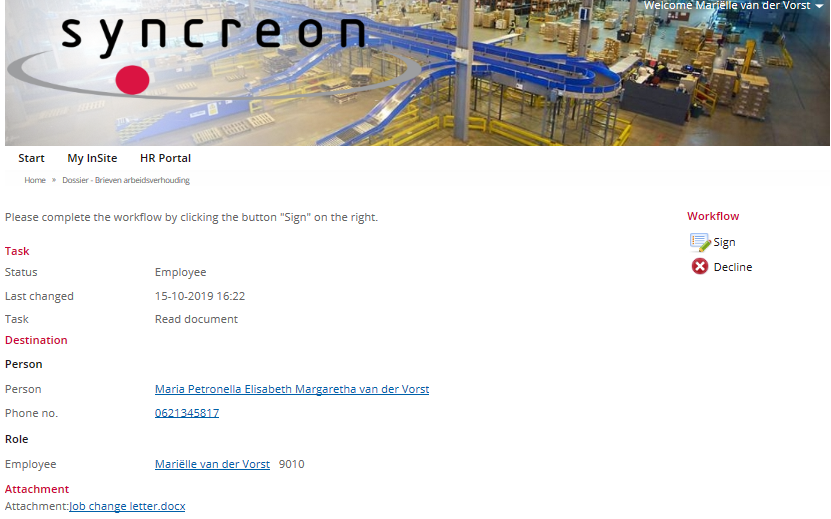 Welcome Mariëlle van der Vorst
syncreon
Start My InSite HR Portal
Home » Dossier - Brieven arbeidsverhouding
Please complete the workflow by clicking the button "Sign" on the right.
Workflow
Sign
Decline
Task
Status Employee
Last changed 15-10-2019 16:22
Task Read document
Destination
Person
Person Maria Petronella Elisabeth Margaretha van der Vorst
Phone no. 0621345817
Role
Employee Mariëlle van der Vorst 9010
Attachment
Attachment:Job change letter.docx